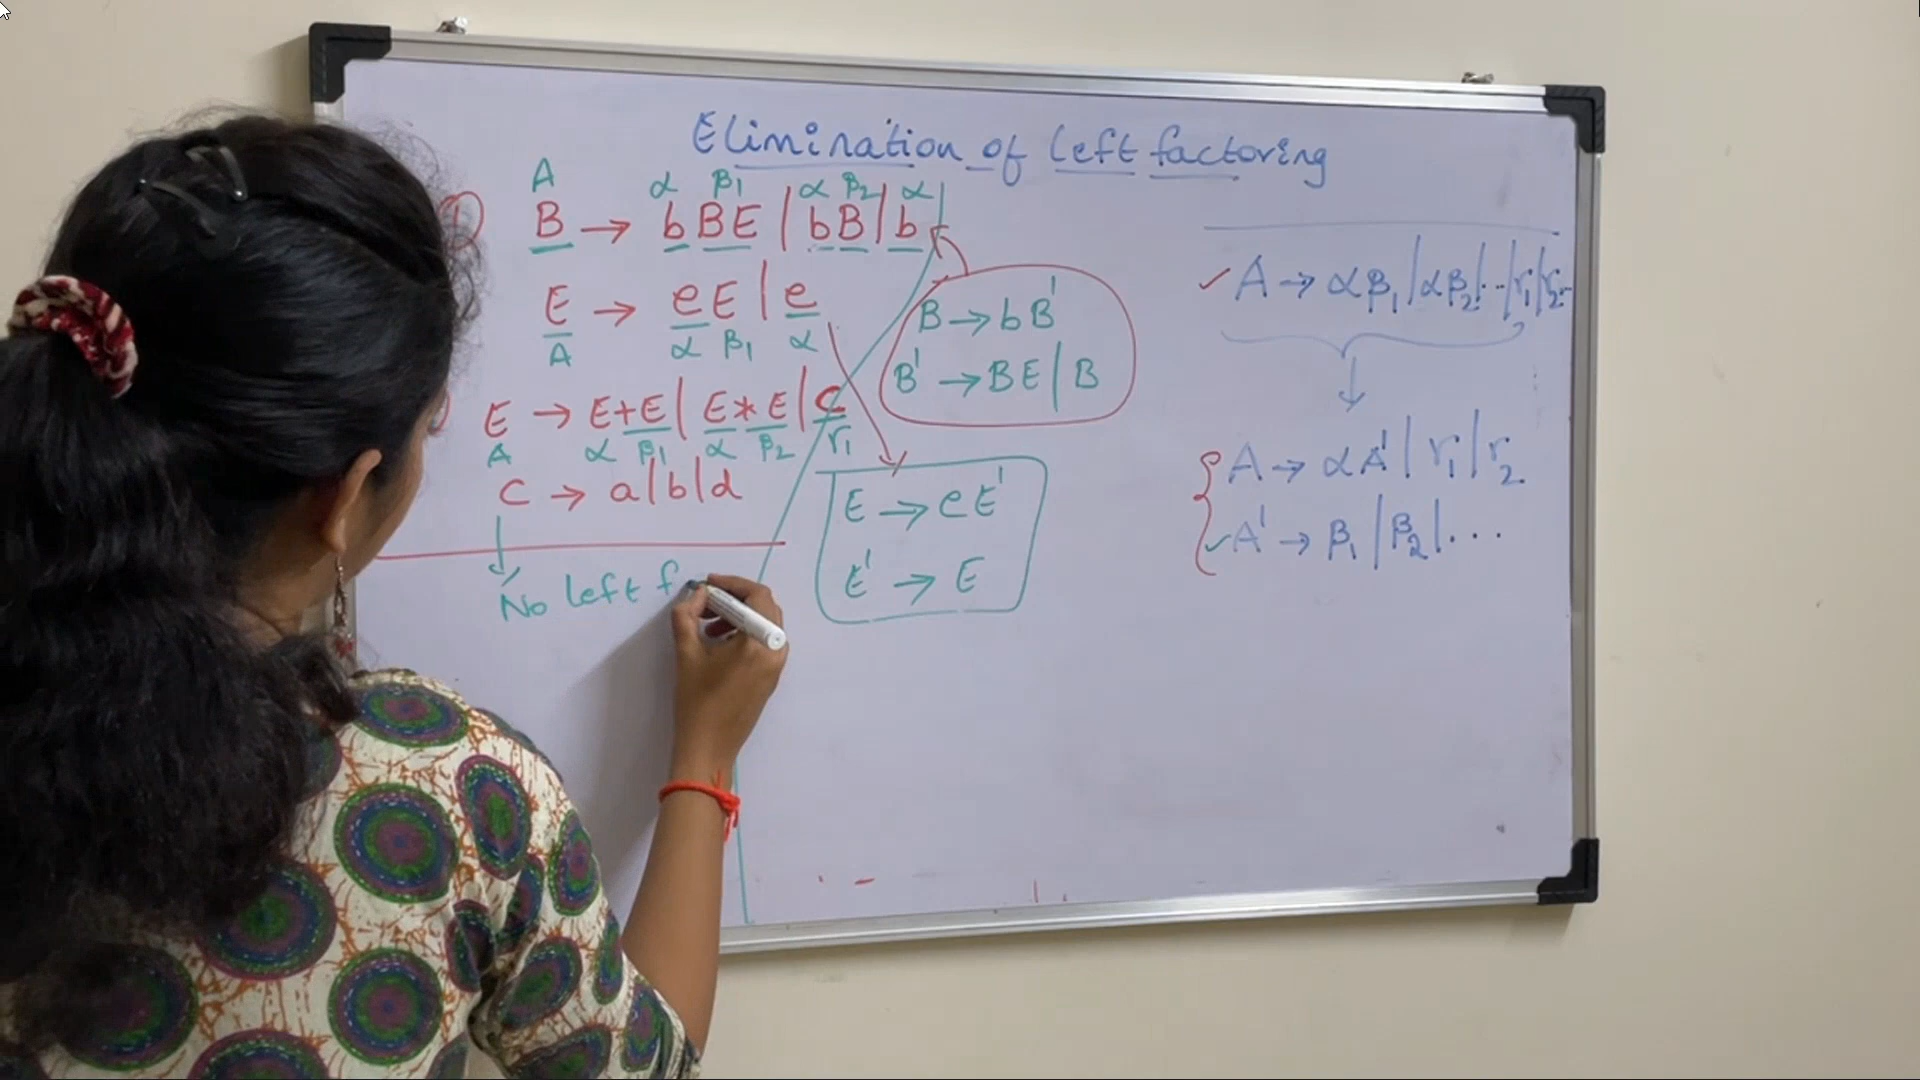 Elimination of left factoring
A α β₁ α β₂ α
① B → bBE | bB | b
E → eE | e
A α β₁ α
E → E+E | E*E | C
A α β₁ α β₂ r₁
C → a|b|d
No left f
B → bB'
B' → BE | B
E → eE'
E' → E
A → αβ₁ | αβ₂ |... | r₁ | r₂..
A → αA' | r₁ | r₂
A' → β₁ | β₂ | ...